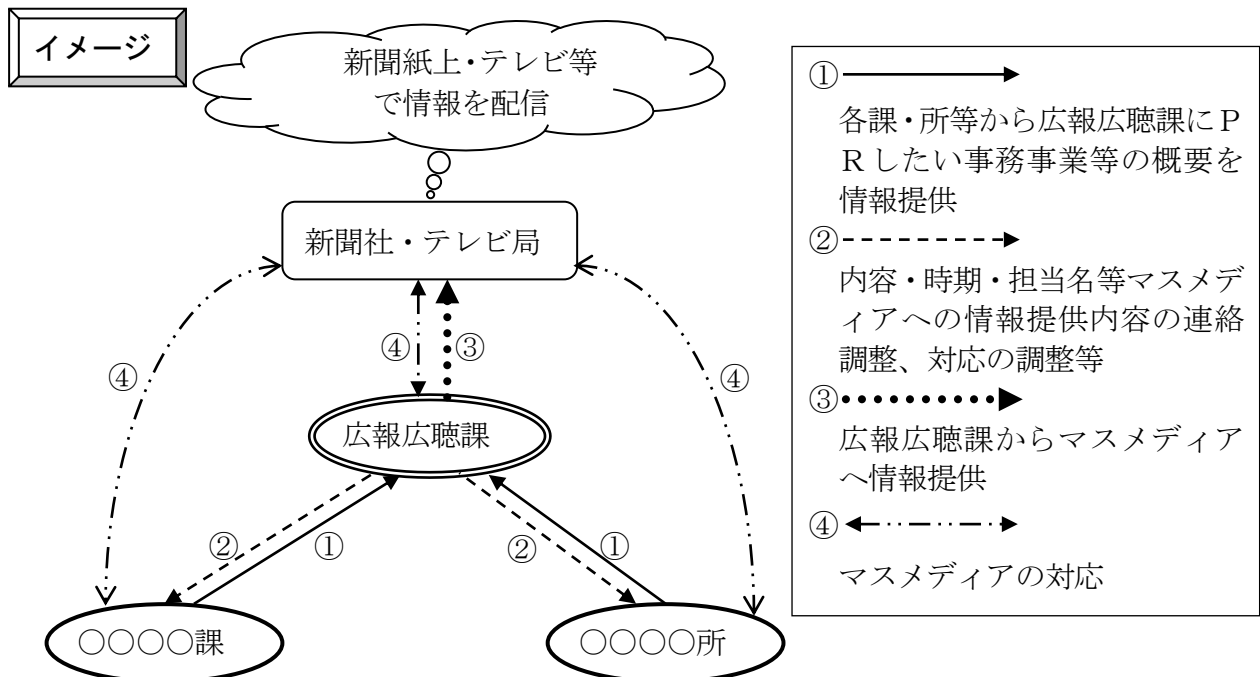 イメージ
新聞紙上・テレビ等
で情報を配信
新聞社・テレビ局
④
④
③
④
広報広聴課
②
①
②
①
○○○○課
○○○○所
①
各課・所等から広報広聴課にＰ
Ｒしたい事務事業等の概要を
情報提供
②
内容・時期・担当名等マスメデ
ィアへの情報提供内容の連絡
調整、対応の調整等
③
広報広聴課からマスメディア
へ情報提供
④
マスメディアの対応